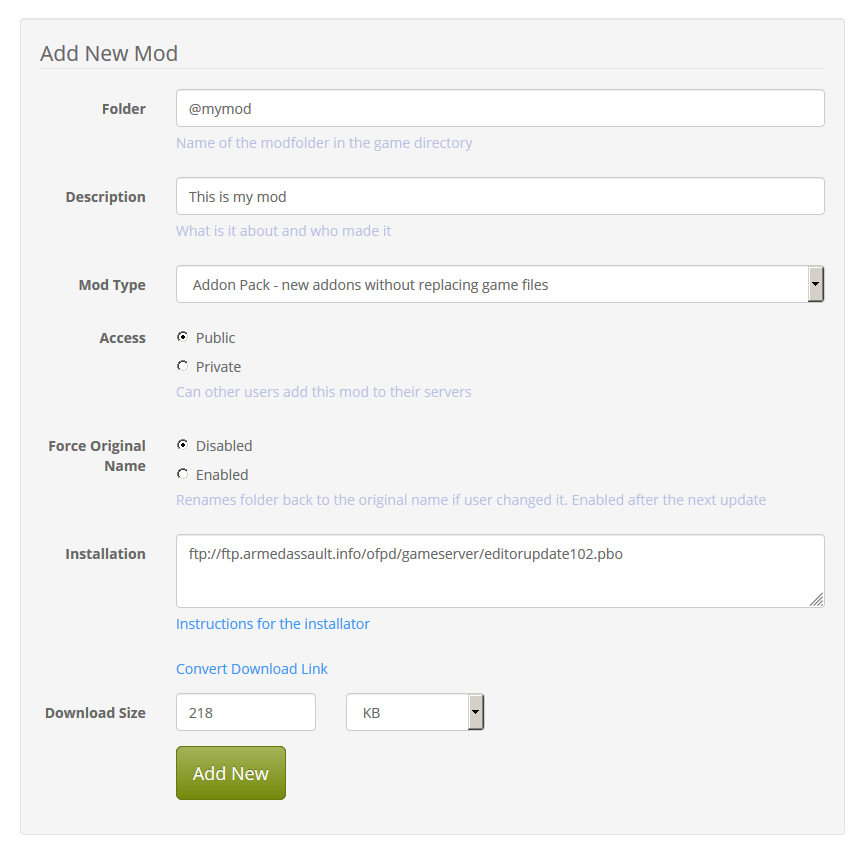 Add New Mod
Folder
@mymod
Name of the modfolder in the game directory
Description
This is my mod
What is it about and who made it
Mod Type
Addon Pack - new addons without replacing game files
Access
Public
Private
Can other users add this mod to their servers
Force Original
Name
Disabled
Enabled
Renames folder back to the original name if user changed it. Enabled after the next update
Installation
ftp://ftp.armedassault.info/ofpd/gameserver/editorupdate102.pbo
Instructions for the installator
Convert Download Link
Download Size
218
KB
Add New